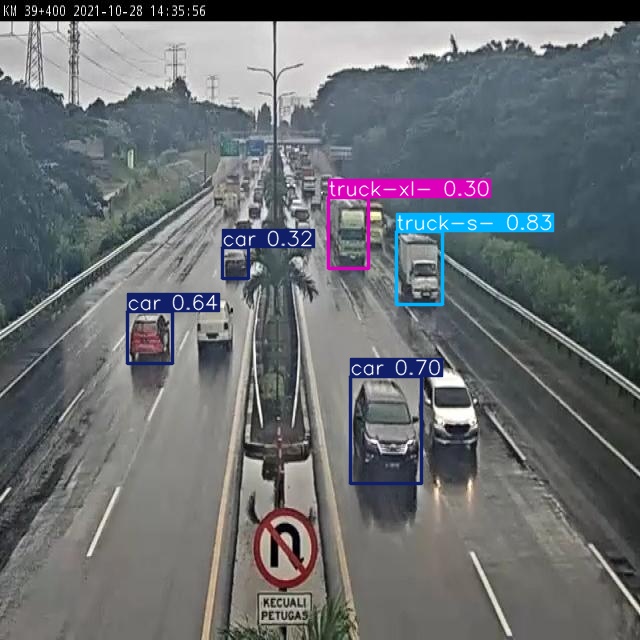 KM 39+400 2021-10-28 14:35:56
truck-xl- 0.30
truck-s- 0.83
car 0.32
car 0.64
car 0.70
KECUALI
PETUGAS